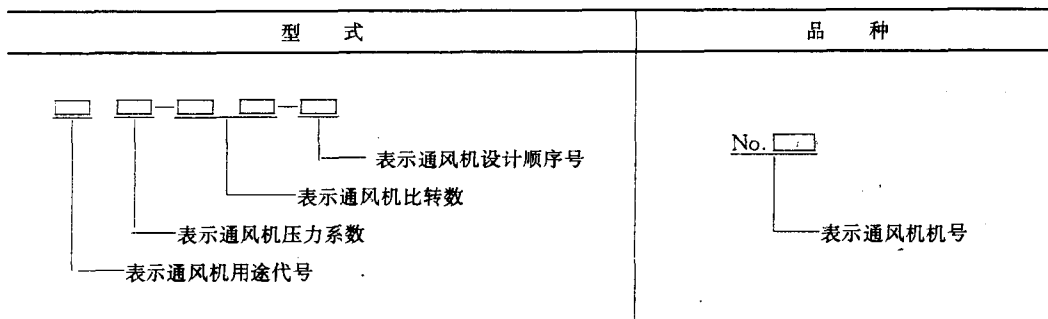 型 式 品 种
No.
表示通风机设计顺序号
表示通风机比转数
表示通风机压力系数
表示通风机机号
表示通风机用途代号